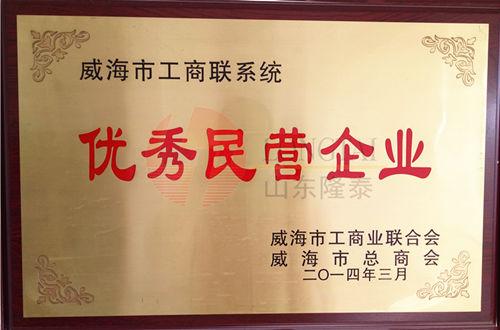 威海市工商联系统
优秀民营企业
山东隆泰
威海市工商业联合会
威海市总商会
二〇一四年三月